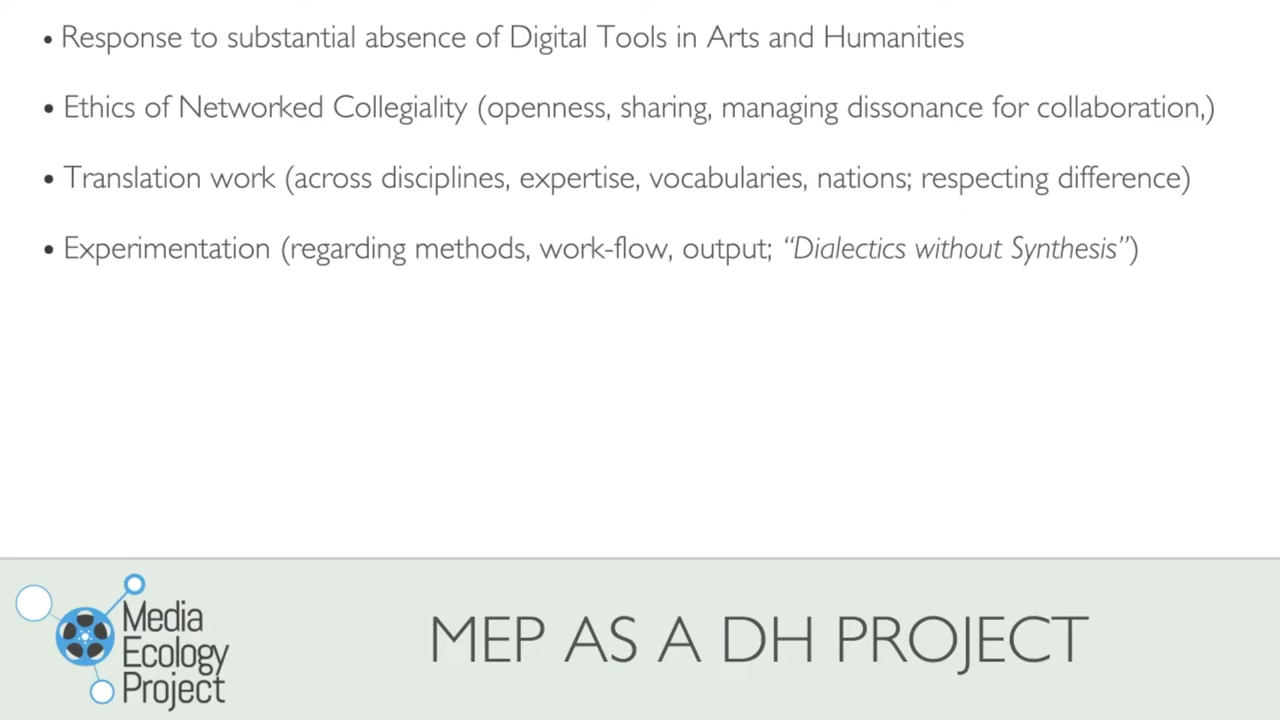 • Response to substantial absence of Digital Tools in Arts and Humanities
• Ethics of Networked Collegiality (openness, sharing, managing dissonance for collaboration,)
• Translation work (across disciplines, expertise, vocabularies, nations; respecting difference)
• Experimentation (regarding methods, work-flow, output; “Dialectics without Synthesis”)
Media
Ecology
Project
MEP AS A DH PROJECT